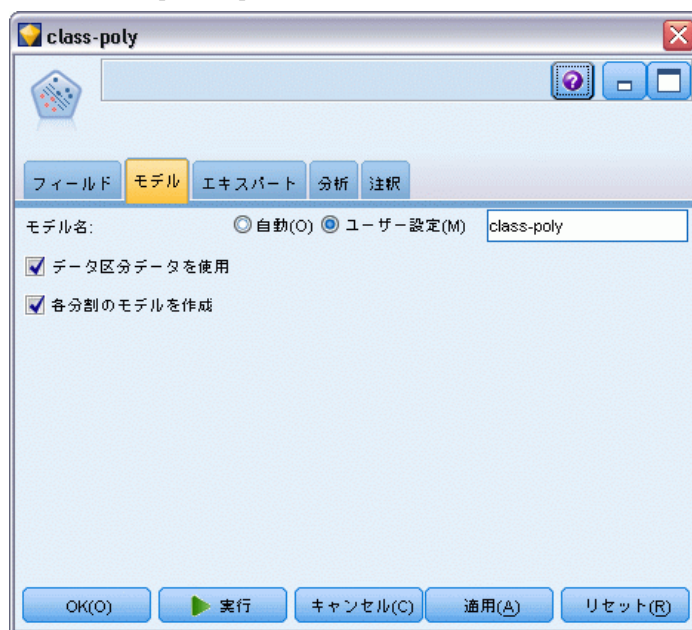 class-poly
フィールド モデル エキスパート 分析 注釈
モデル名: 自動(O) ユーザー設定(M) class-poly
データ区分データを使用
各分割のモデルを作成
OK(O) 実行 キャンセル(C) 適用(A) リセット(R)